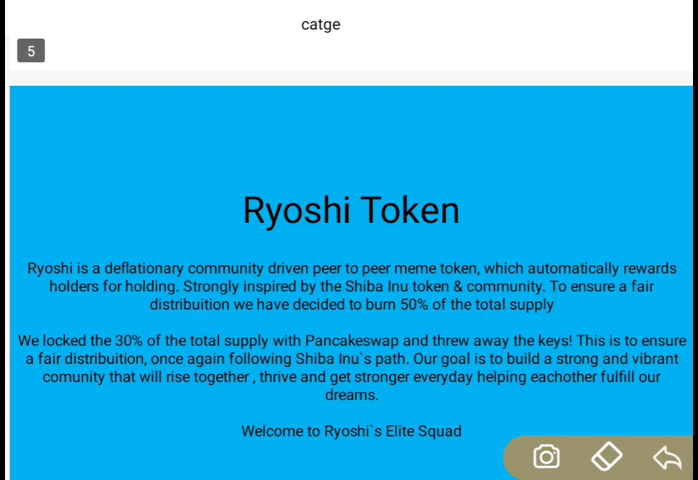 catge
5
Ryoshi Token
Ryoshi is a deflationary community driven peer to peer meme token, which automatically rewards
holders for holding. Strongly inspired by the Shiba Inu token & community. To ensure a fair
distribuition we have decided to burn 50% of the total supply
We locked the 30% of the total supply with Pancakeswap and threw away the keys! This is to ensure
a fair distribuition, once again following Shiba Inu`s path. Our goal is to build a strong and vibrant
comunity that will rise together , thrive and get stronger everyday helping eachother fulfill our
dreams.
Welcome to Ryoshi`s Elite Squad